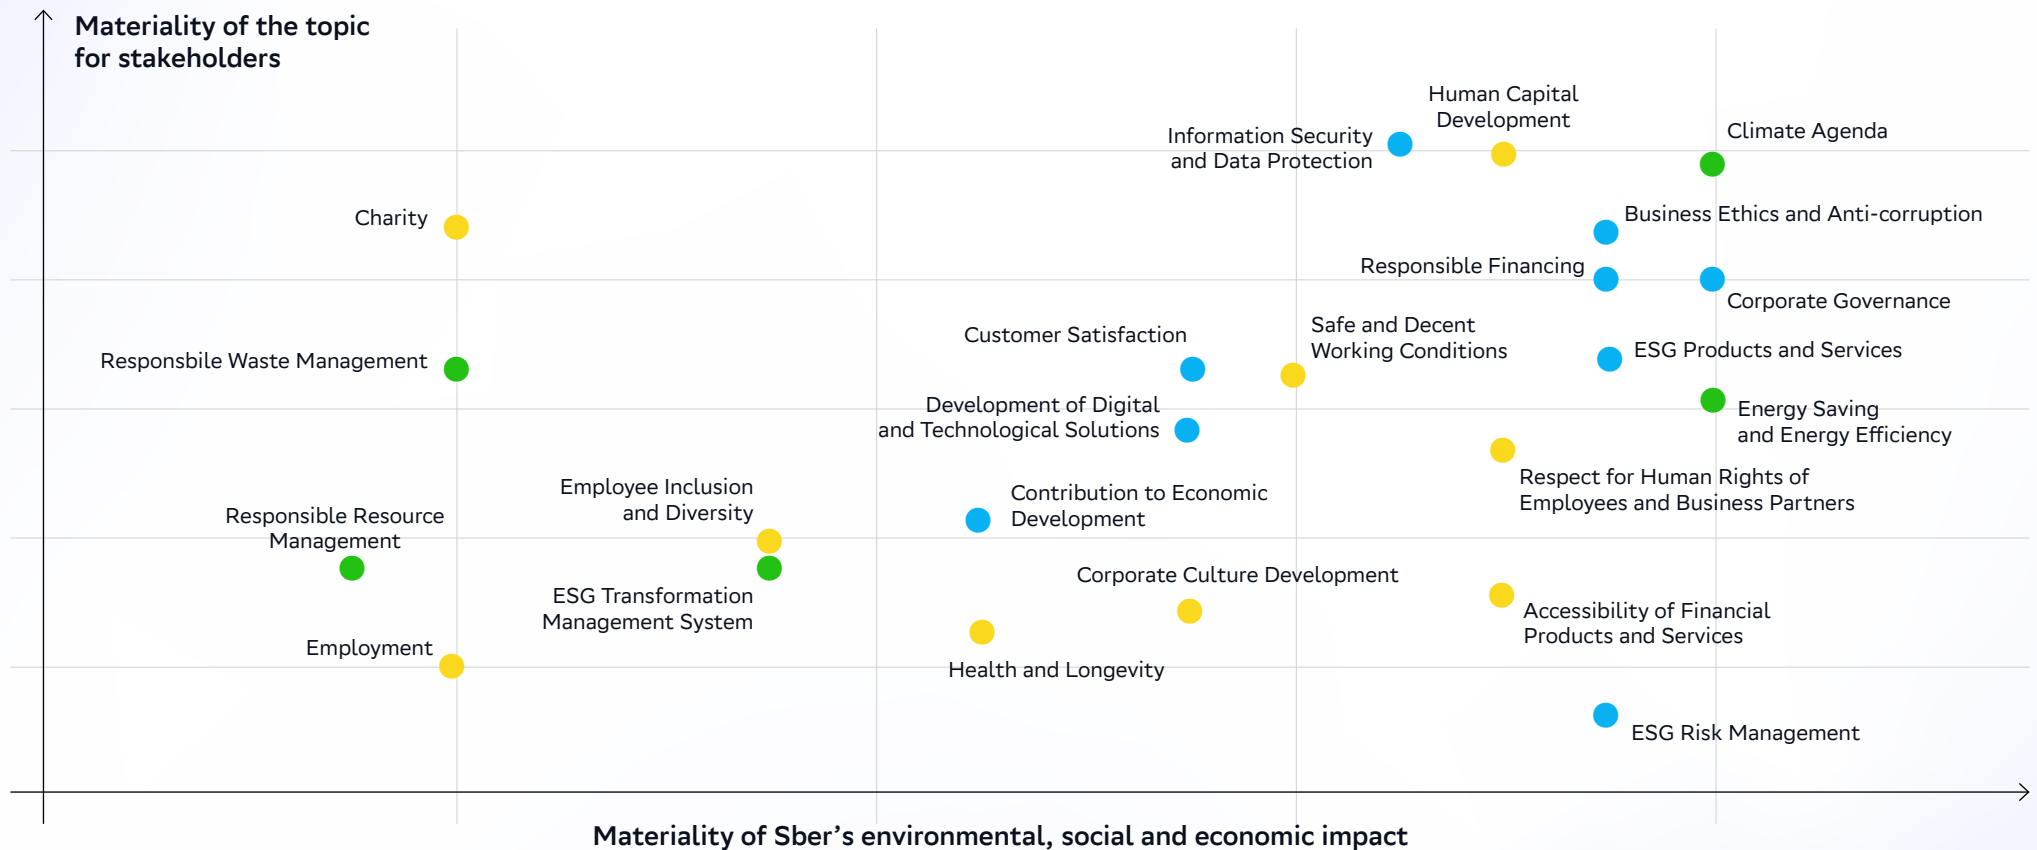 Materiality of the topic
for stakeholders
Human Capital
Development
Information Security
and Data Protection
Climate Agenda
Charity
Business Ethics and Anti-corruption
Responsible Financing
Corporate Governance
Customer Satisfaction
Safe and Decent
Working Conditions
ESG Products and Services
Responsbile Waste Management
Development of Digital
and Technological Solutions
Energy Saving
and Energy Efficiency
Respect for Human Rights of
Employees and Business Partners
Employee Inclusion
and Diversity
Contribution to Economic
Development
Responsible Resource
Management
ESG Transformation
Management System
Corporate Culture Development
Accessibility of Financial
Products and Services
Employment
Health and Longevity
ESG Risk Management
Materiality of Sber’s environmental, social and economic impact